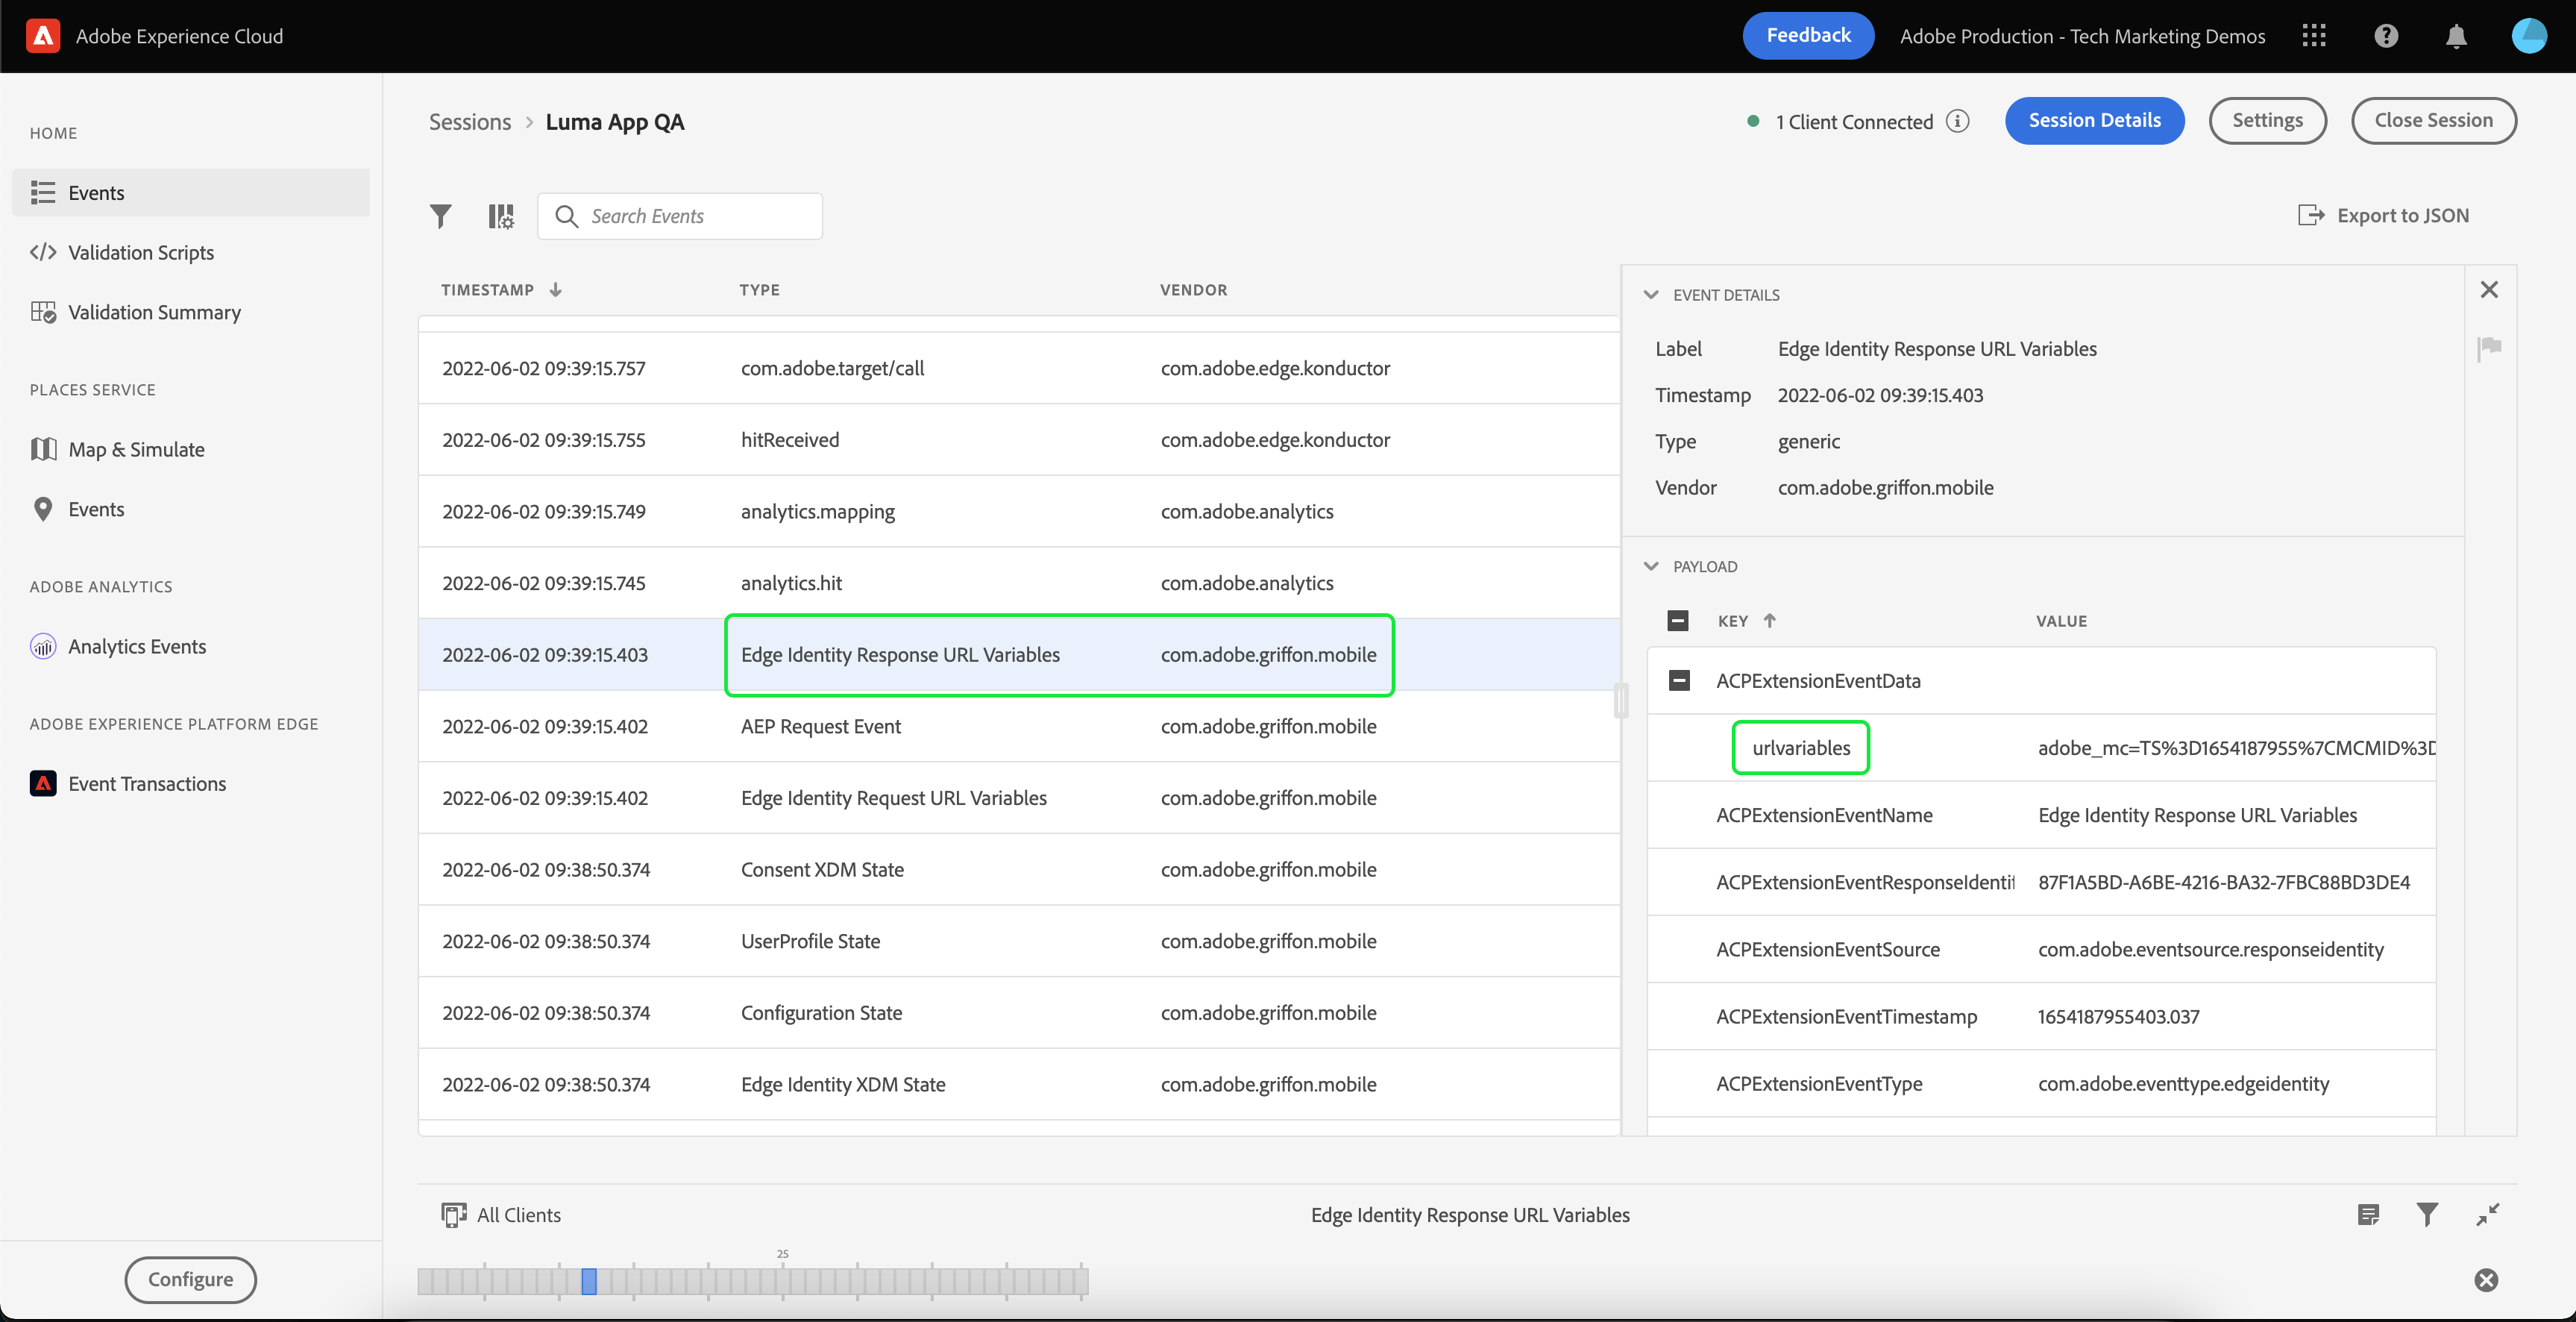 Adobe Experience Cloud
Feedback
Adobe Production - Tech Marketing Demos
HOME
Events
Validation Scripts
Validation Summary
PLACES SERVICE
Map & Simulate
Events
ADOBE ANALYTICS
Analytics Events
ADOBE EXPERIENCE PLATFORM EDGE
Event Transactions
Configure
Sessions > Luma App QA
1 Client Connected
Session Details
Settings
Close Session
Search Events
Export to JSON
TIMESTAMP TYPE VENDOR
2022-06-02 09:39:15.757 com.adobe.target/call com.adobe.edge.konductor
2022-06-02 09:39:15.755 hitReceived com.adobe.edge.konductor
2022-06-02 09:39:15.749 analytics.mapping com.adobe.analytics
2022-06-02 09:39:15.745 analytics.hit com.adobe.analytics
2022-06-02 09:39:15.403 Edge Identity Response URL Variables com.adobe.griffon.mobile
2022-06-02 09:39:15.402 AEP Request Event com.adobe.griffon.mobile
2022-06-02 09:39:15.402 Edge Identity Request URL Variables com.adobe.griffon.mobile
2022-06-02 09:38:50.374 Consent XDM State com.adobe.griffon.mobile
2022-06-02 09:38:50.374 UserProfile State com.adobe.griffon.mobile
2022-06-02 09:38:50.374 Configuration State com.adobe.griffon.mobile
2022-06-02 09:38:50.374 Edge Identity XDM State com.adobe.griffon.mobile
EVENT DETAILS
Label Edge Identity Response URL Variables
Timestamp 2022-06-02 09:39:15.403
Type generic
Vendor com.adobe.griffon.mobile
PAYLOAD
KEY VALUE
ACPExtensionEventData
urlvariables adobe_mc=TS%3D1654187955%7CMCMID%3D
ACPExtensionEventName Edge Identity Response URL Variables
ACPExtensionEventResponseIdentif 87F1A5BD-A6BE-4216-BA32-7FBC88BD3DE4
ACPExtensionEventSource com.adobe.eventsource.responseidentity
ACPExtensionEventTimestamp 1654187955403.037
ACPExtensionEventType com.adobe.eventtype.edgeidentity
All Clients
Edge Identity Response URL Variables
25